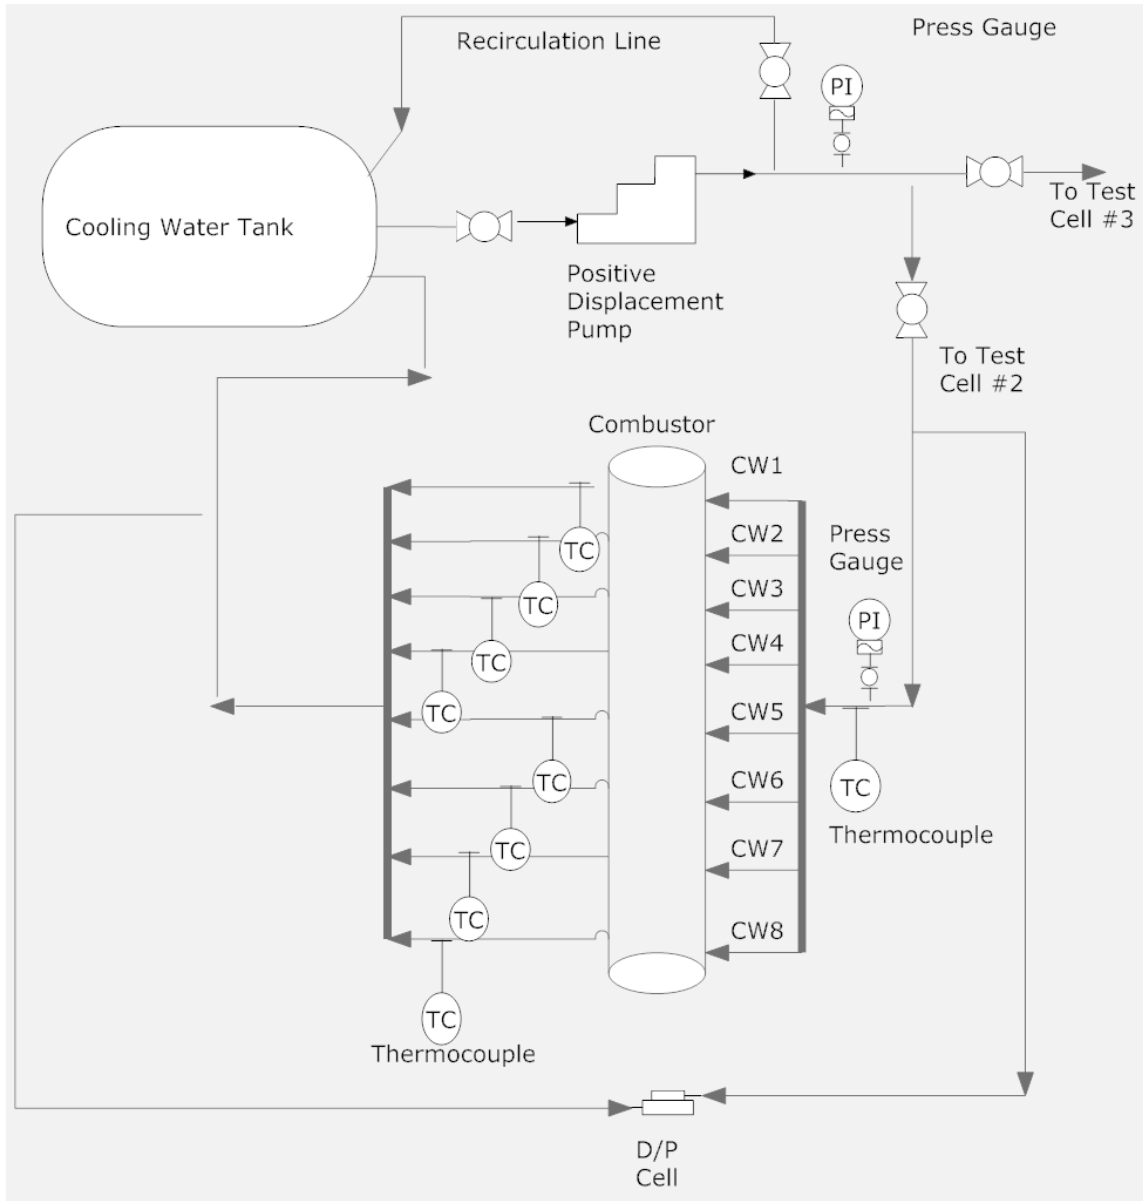 Recirculation Line
Press Gauge
PI
Cooling Water Tank
To Test
Cell #3
Positive
Displacement
Pump
To Test
Cell #2
Combustor
CW1
CW2
CW3
CW4
CW5
CW6
CW7
CW8
TC
TC
TC
TC
TC
TC
TC
TC
Thermocouple
Press
Gauge
PI
TC
Thermocouple
D/P
Cell